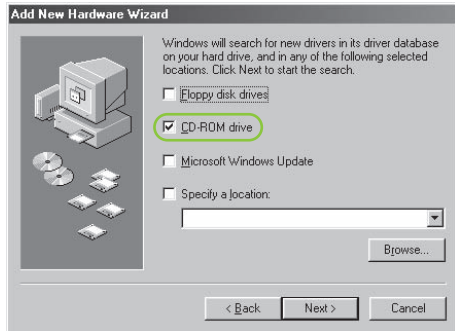 Add New Hardware Wizard
Windows will search for new drivers in its driver database
on your hard drive, and in any of the following selected
locations. Click Next to start the search.
Floppy disk drives
CD-ROM drive
Microsoft Windows Update
Specify a location:
Browse...
< Back Next > Cancel